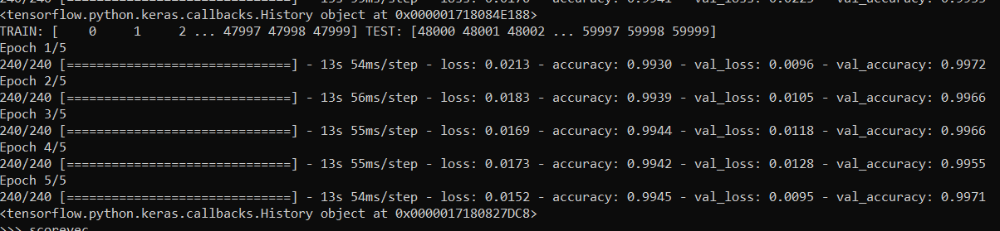 <tensorflow.python.keras.callbacks.History object at 0x000001718084E188>
TRAIN: [    0     1     2 ... 47997 47998 47999] TEST: [48000 48001 48002 ... 59997 59998 59999]
Epoch 1/5
240/240 [==============================] - 13s 54ms/step - loss: 0.0213 - accuracy: 0.9930 - val_loss: 0.0096 - val_accuracy: 0.9972
Epoch 2/5
240/240 [==============================] - 13s 56ms/step - loss: 0.0183 - accuracy: 0.9939 - val_loss: 0.0105 - val_accuracy: 0.9966
Epoch 3/5
240/240 [==============================] - 13s 55ms/step - loss: 0.0169 - accuracy: 0.9944 - val_loss: 0.0118 - val_accuracy: 0.9966
Epoch 4/5
240/240 [==============================] - 13s 55ms/step - loss: 0.0173 - accuracy: 0.9942 - val_loss: 0.0128 - val_accuracy: 0.9955
Epoch 5/5
240/240 [==============================] - 13s 54ms/step - loss: 0.0152 - accuracy: 0.9945 - val_loss: 0.0095 - val_accuracy: 0.9971
<tensorflow.python.keras.callbacks.History object at 0x0000017180827DC8>
>>> scorevec